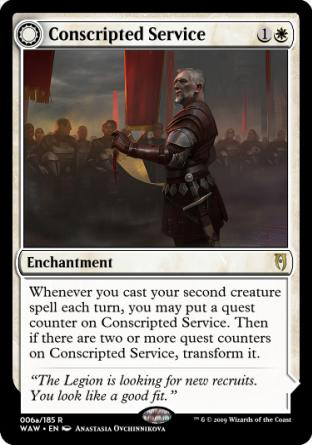 Conscripted Service 1
Enchantment
Whenever you cast your second creature
spell each turn, you may put a quest
counter on Conscripted Service. Then
if there are two or more quest counters
on Conscripted Service, transform it.
“The Legion is looking for new recruits.
You look like a good fit.”
006a/185 R
WAW • EN Anastasia Ovchinnikova
™ & © 2019 Wizards of the Coast